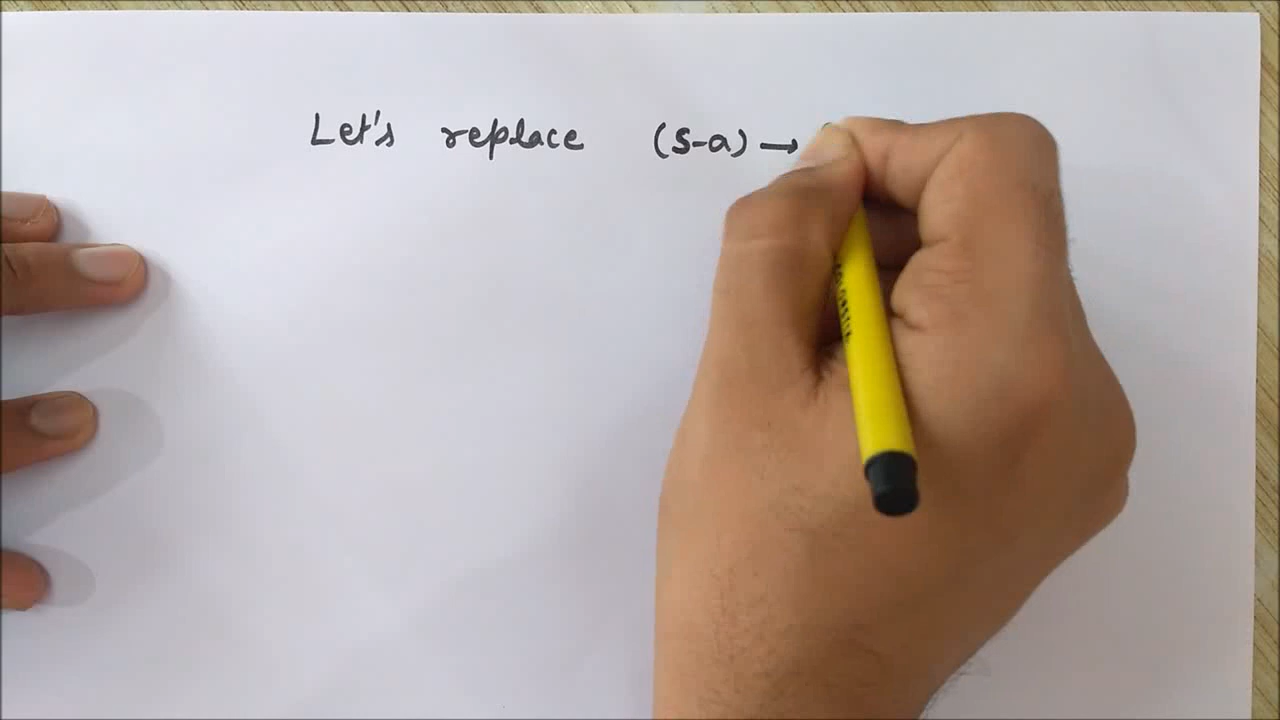 Let's replace (s-a) →